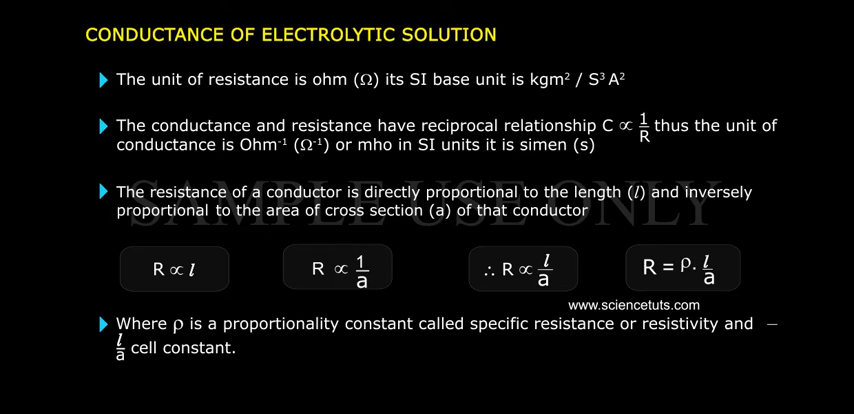 CONDUCTANCE OF ELECTROLYTIC SOLUTION
The unit of resistance is ohm (Ω) its SI base unit is kgm² / S³ A²
The conductance and resistance have reciprocal relationship C ∝ 1/R thus the unit of
conductance is Ohm⁻¹ (Ω⁻¹) or mho in SI units it is simen (s)
The resistance of a conductor is directly proportional to the length (l) and inversely
proportional to the area of cross section (a) of that conductor
SAMPLE USE ONLY
R ∝ l
R ∝ 1/a
∴ R ∝ l/a
R = ρ. l/a
www.sciencetuts.com
Where ρ is a proportionality constant called specific resistance or resistivity and –
l/a cell constant.